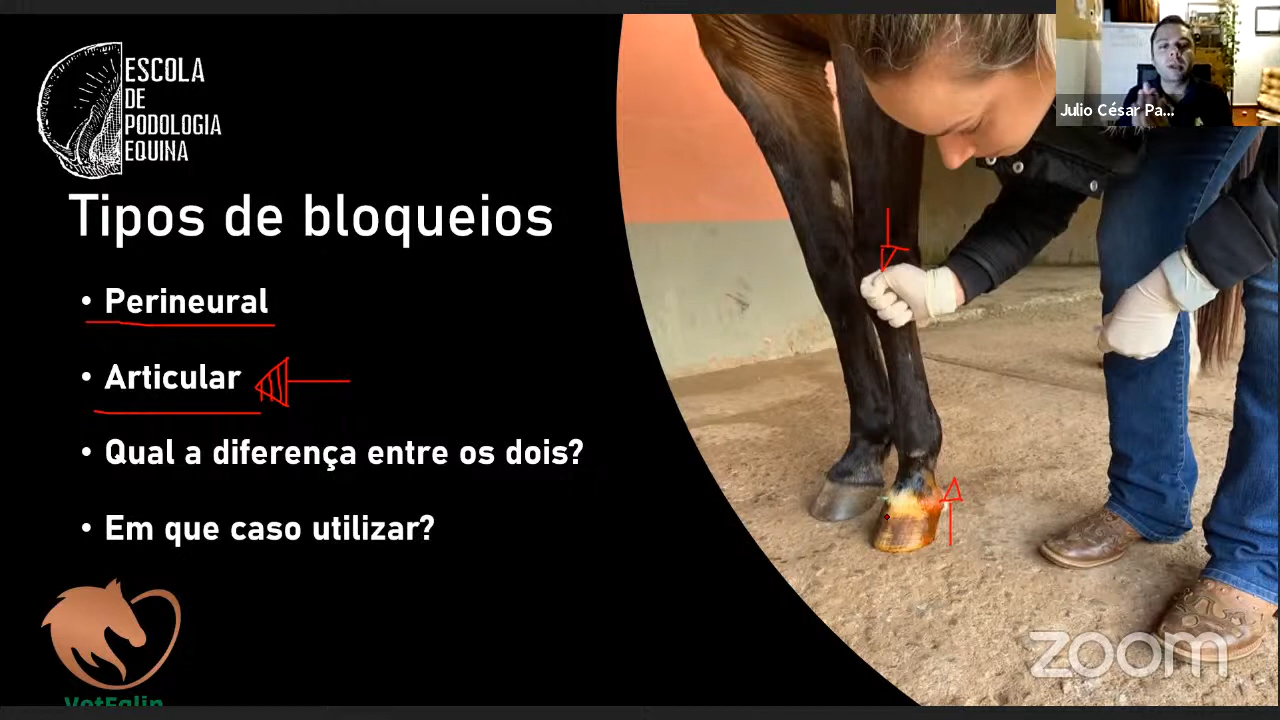 ESCOLA
DE
PODOLOGIA
EQUINA
Julio César Pa...
Tipos de bloqueios
• Perineural
• Articular
• Qual a diferença entre os dois?
• Em que caso utilizar?
zoom